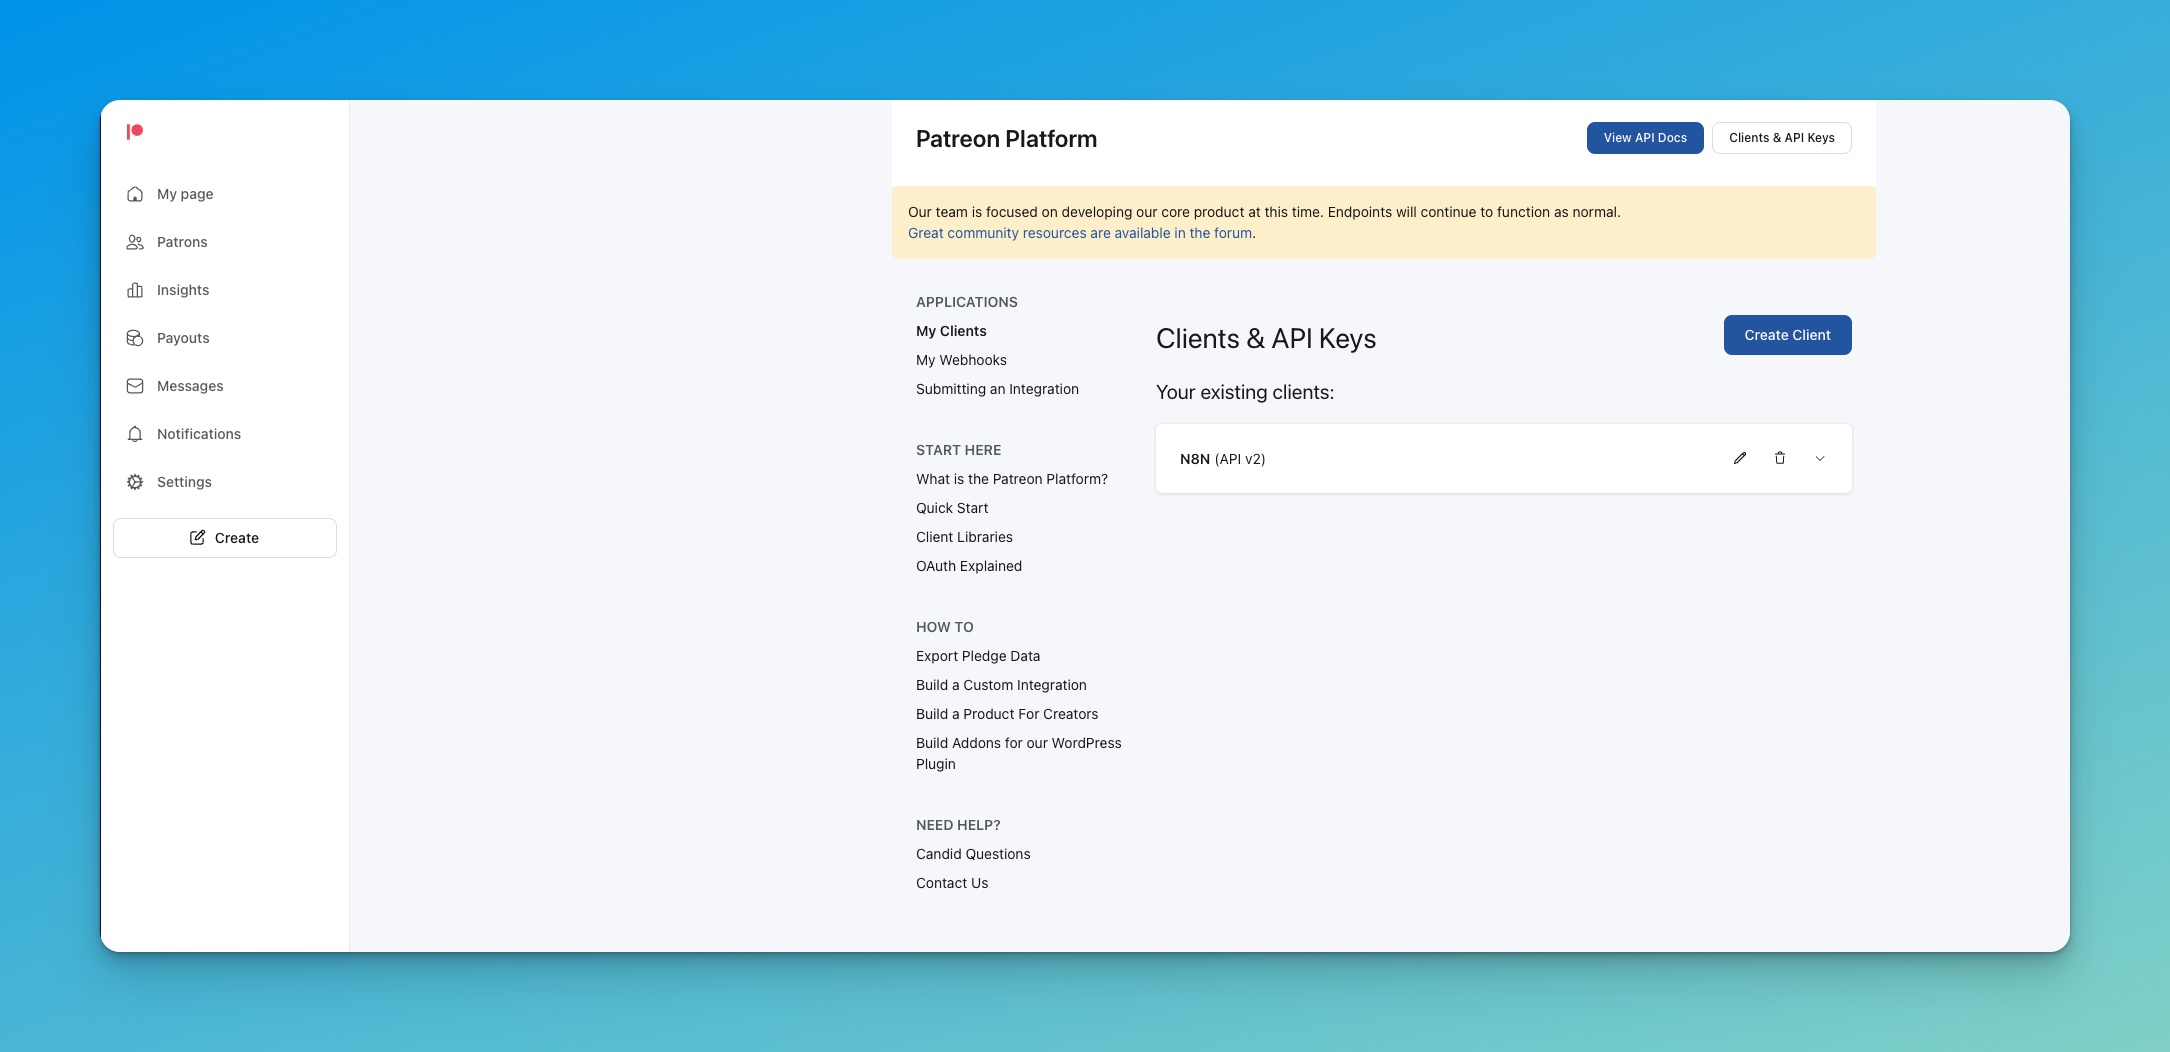 My page
Patrons
Insights
Payouts
Messages
Notifications
Settings
Create
Patreon Platform
View API Docs
Clients & API Keys
Our team is focused on developing our core product at this time. Endpoints will continue to function as normal.
Great community resources are available in the forum.
APPLICATIONS
My Clients
My Webhooks
Submitting an Integration
START HERE
What is the Patreon Platform?
Quick Start
Client Libraries
OAuth Explained
HOW TO
Export Pledge Data
Build a Custom Integration
Build a Product For Creators
Build Addons for our WordPress
Plugin
NEED HELP?
Candid Questions
Contact Us
Clients & API Keys
Create Client
Your existing clients:
N8N (API v2)